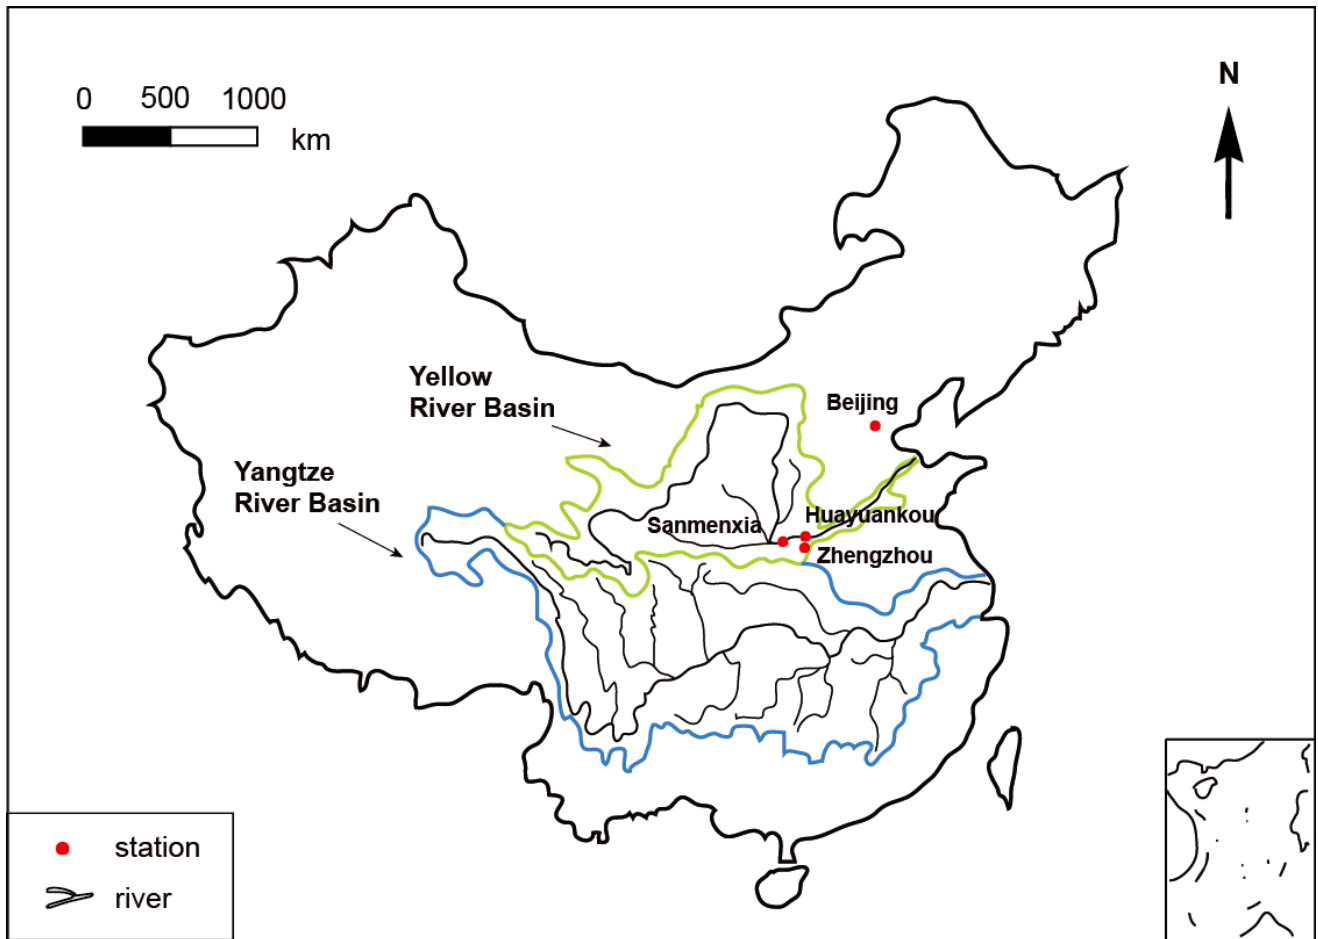 N
0 500 1000
km
Yellow
River Basin
Beijing
Yangtze
River Basin
Sanmenxia
Huayuankou
Zhengzhou
station
river